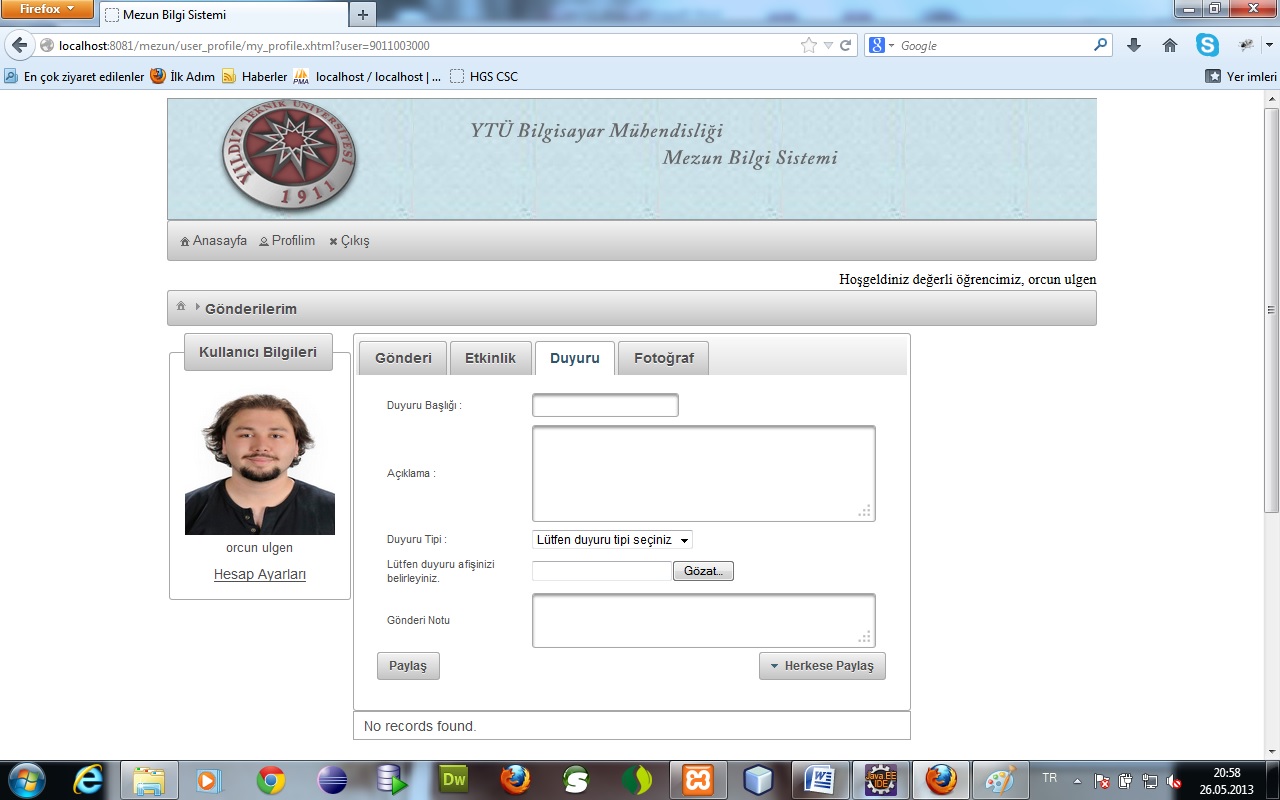 Firefox
Mezun Bilgi Sistemi
localhost:8081/mezun/user_profile/my_profile.xhtml?user=9011003000
Google
En çok ziyaret edilenler İlk Adım Haberler localhost / localhost | ... HGS CSC Yer imleri
YILDIZ TEKNİK ÜNİVERSİTESİ
1911
YTÜ Bilgisayar Mühendisliği
Mezun Bilgi Sistemi
Anasayfa Profilim Çıkış
Hoşgeldiniz değerli öğrencimiz, orcun ulgen
Gönderilerim
Kullanıcı Bilgileri
orcun ulgen
Hesap Ayarları
Gönderi Etkinlik Duyuru Fotoğraf
Duyuru Başlığı :
Açıklama :
Duyuru Tipi : Lütfen duyuru tipi seçiniz
Lütfen duyuru afişinizi
belirleyiniz. Gözat...
Gönderi Notu
Paylaş Herkese Paylaş
No records found.
Dw
Java EE
IDE
TR
20:58
26.05.2013